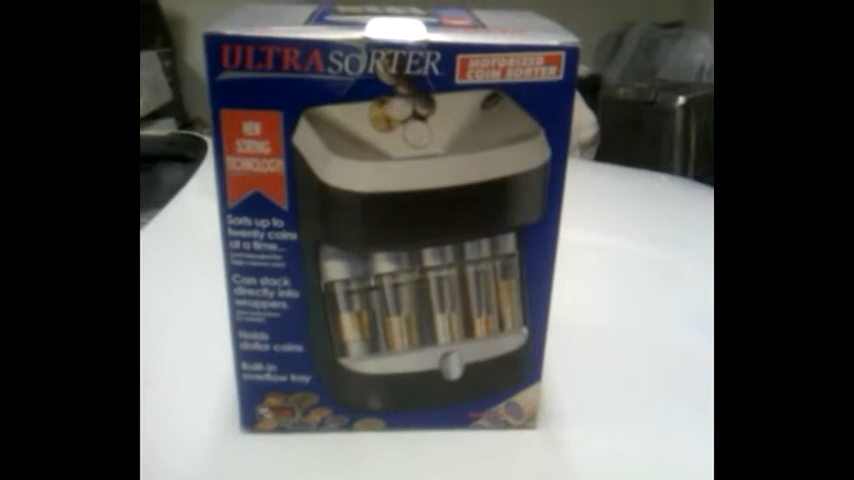 ULTRASORTER
MOTORIZED
COIN SORTER
NEW
SORTING
TECHNOLOGY!
Sorts up to
twenty coins
at a time...
Can stack
directly into
wrappers.
Holds
dollar coins
Built-in
overflow tray